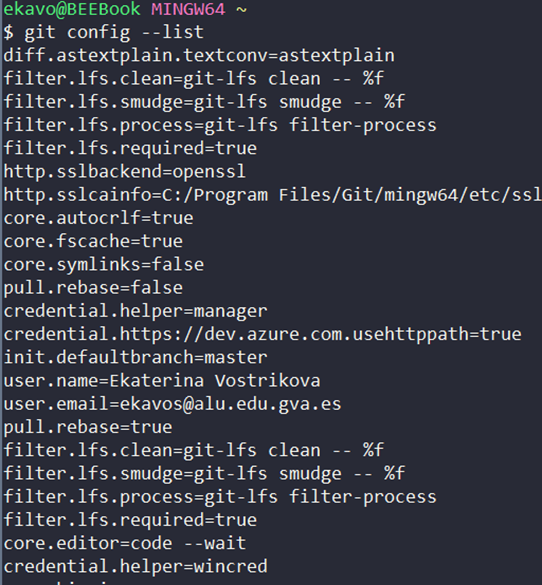 ekavo@BEEBook MINGW64 ~
$ git config --list
diff.astextplain.textconv=astextplain
filter.lfs.clean=git-lfs clean -- %f
filter.lfs.smudge=git-lfs smudge -- %f
filter.lfs.process=git-lfs filter-process
filter.lfs.required=true
http.sslbackend=openssl
http.sslcainfo=C:/Program Files/Git/mingw64/etc/ssl
core.autocrlf=true
core.fscache=true
core.symlinks=false
pull.rebase=false
credential.helper=manager
credential.https://dev.azure.com.usehttppath=true
init.defaultbranch=master
user.name=Ekaterina Vostrikova
user.email=ekavos@alu.edu.gva.es
pull.rebase=true
filter.lfs.clean=git-lfs clean -- %f
filter.lfs.smudge=git-lfs smudge -- %f
filter.lfs.process=git-lfs filter-process
filter.lfs.required=true
core.editor=code --wait
credential.helper=wincred